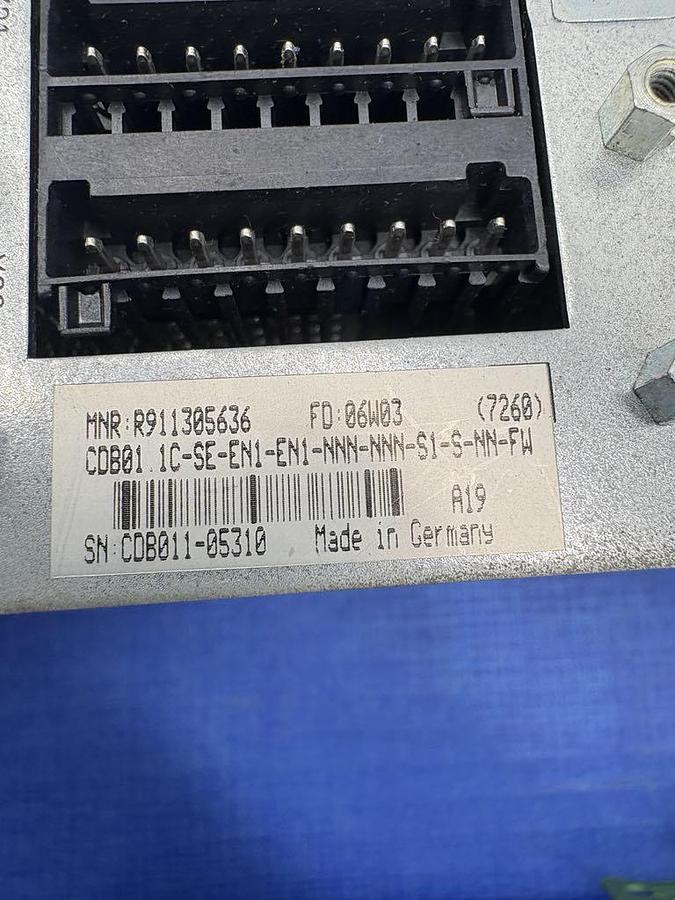 MNR:R911305636 FD:06W03 (7260)
CDB01.1C-SE-EN1-EN1-NNN-NNN-S1-S-NN-FW
A19
SN:CDB011-05310 Made in Germany